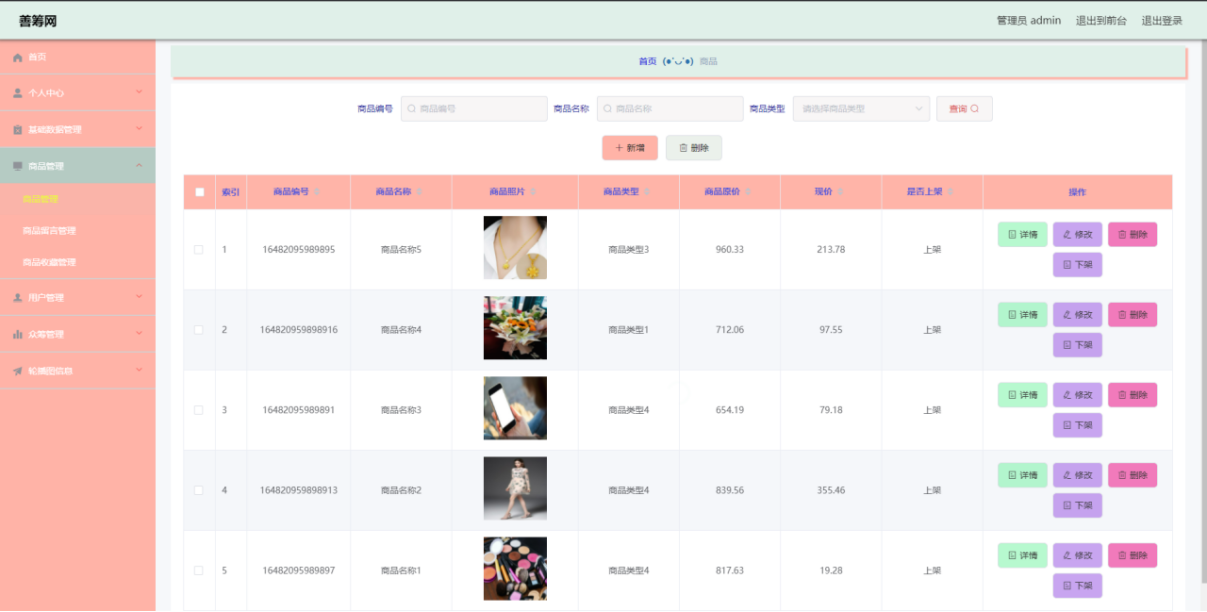 善筹网
管理员 admin 退出到前台 退出登录
首页
个人中心
基础数据管理
商品管理
商品管理
商品留言管理
商品收藏管理
用户管理
众筹管理
轮播图信息
首页 (●'◡'●) 商品
商品编号 商品编号 商品名称 商品名称 商品类型 请选择商品类型 查询
+ 新增 删除
索引 商品编号 商品名称 商品照片 商品类型 商品原价 现价 是否上架 操作
1 16482095989895 商品名称5 商品类型3 960.33 213.78 上架 详情 修改 删除
下架
2 164820959898916 商品名称4 商品类型1 712.06 97.55 上架 详情 修改 删除
下架
3 16482095989891 商品名称3 商品类型4 654.19 79.18 上架 详情 修改 删除
下架
4 164820959898913 商品名称2 商品类型4 839.56 355.46 上架 详情 修改 删除
下架
5 16482095989897 商品名称1 商品类型4 817.63 19.28 上架 详情 修改 删除
下架